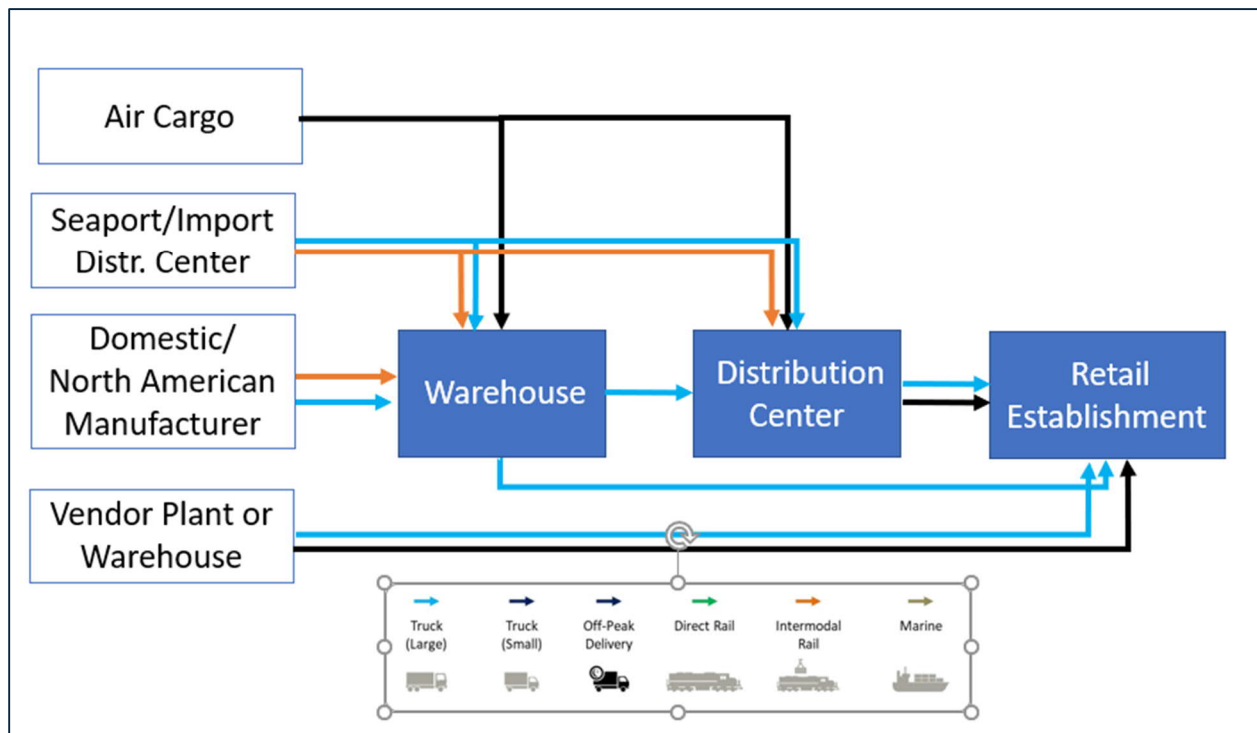 Air Cargo
Seaport/Import
Distr. Center
Domestic/
North American
Manufacturer
Vendor Plant or
Warehouse
Warehouse
Distribution
Center
Retail
Establishment
Truck
(Large)
Truck
(Small)
Off-Peak
Delivery
Direct Rail
Intermodal
Rail
Marine